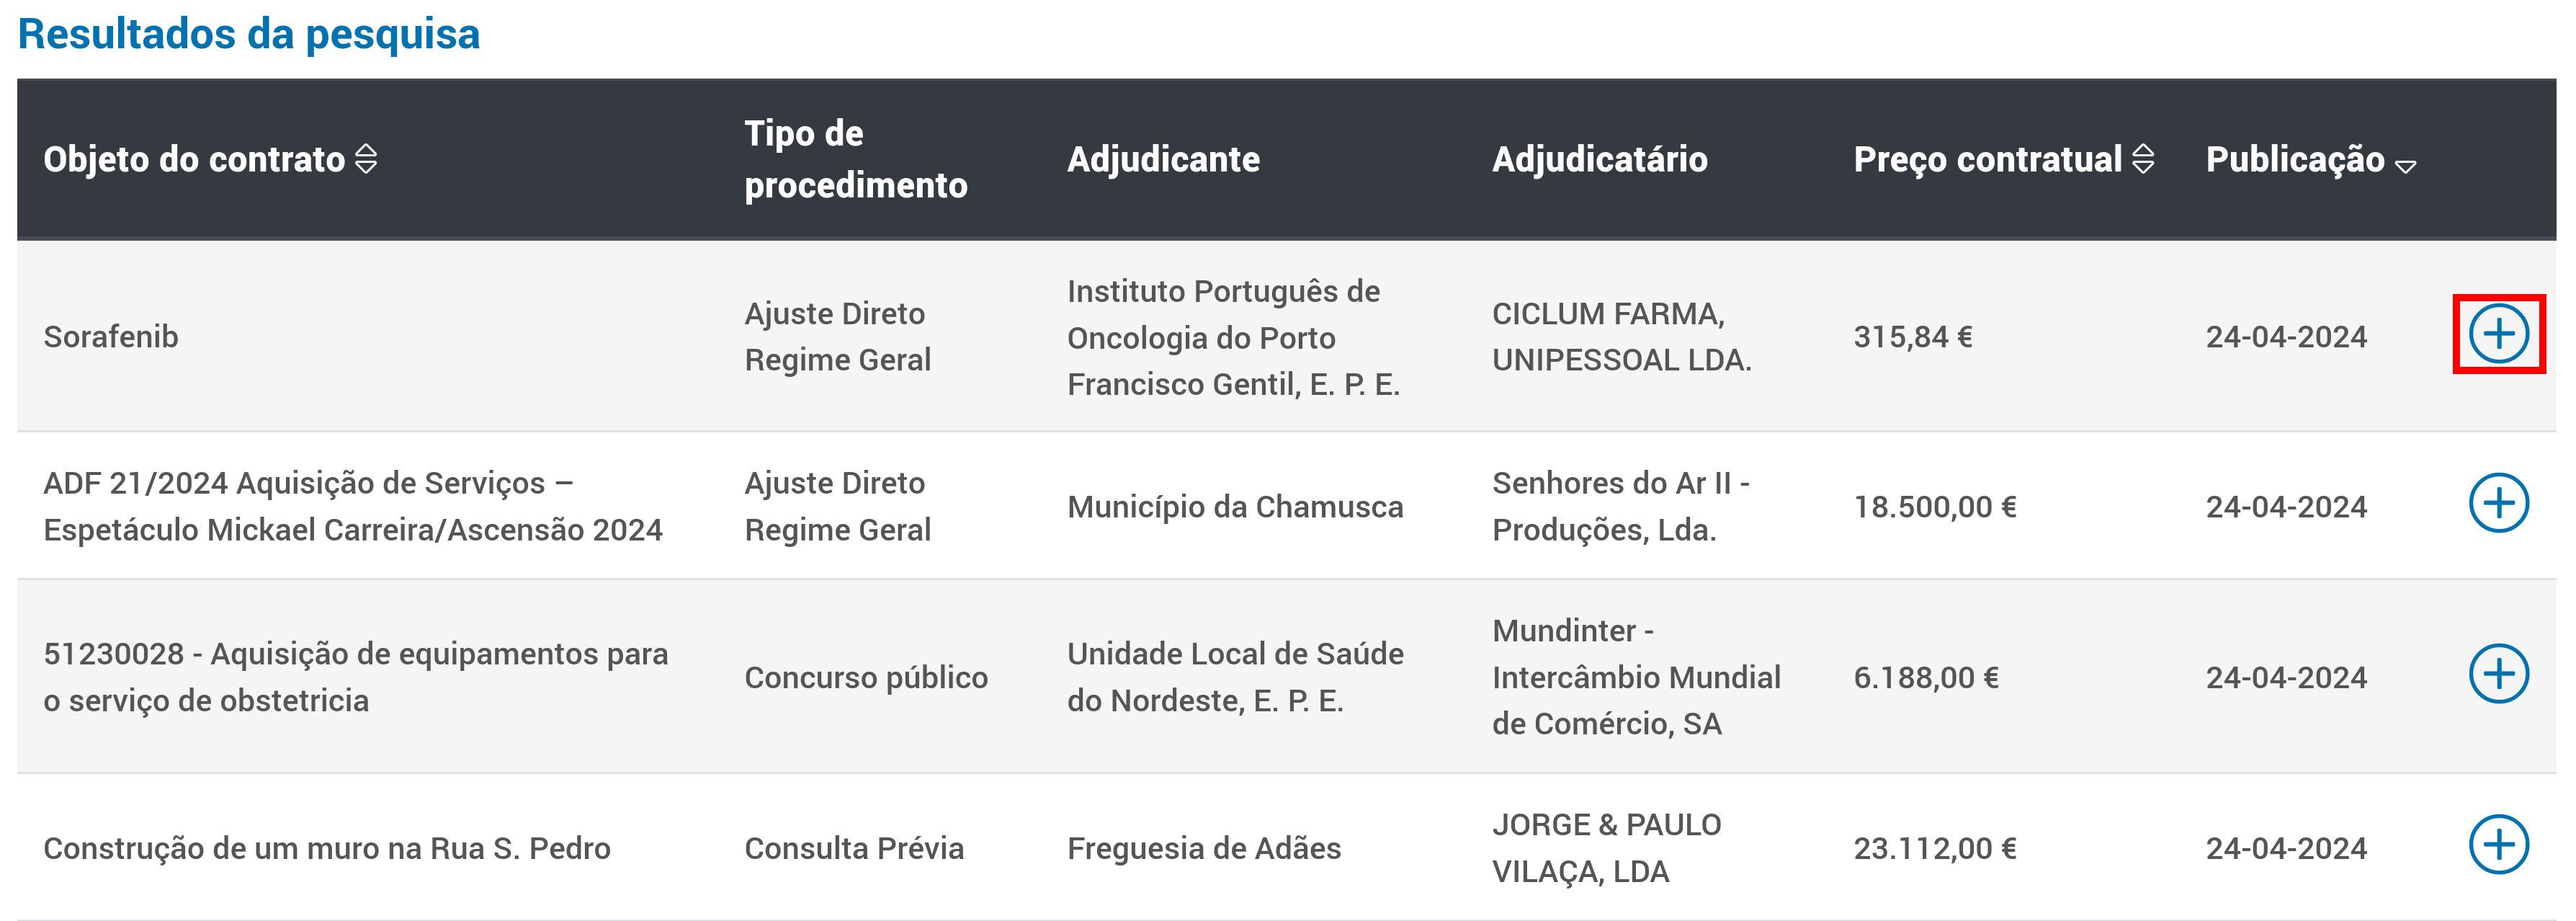 Resultados da pesquisa
Objeto do contrato
Tipo de
procedimento
Adjudicante
Adjudicatário
Preço contratual
Publicação
Sorafenib
Ajuste Direto
Regime Geral
Instituto Português de
Oncologia do Porto
Francisco Gentil, E. P. E.
CICLUM FARMA,
UNIPESSOAL LDA.
315,84 €
24-04-2024
ADF 21/2024 Aquisição de Serviços –
Espetáculo Mickael Carreira/Ascensão 2024
Ajuste Direto
Regime Geral
Município da Chamusca
Senhores do Ar II -
Produções, Lda.
18.500,00 €
24-04-2024
51230028 - Aquisição de equipamentos para
o serviço de obstetricia
Concurso público
Unidade Local de Saúde
do Nordeste, E. P. E.
Mundinter -
Intercâmbio Mundial
de Comércio, SA
6.188,00 €
24-04-2024
Construção de um muro na Rua S. Pedro
Consulta Prévia
Freguesia de Adães
JORGE & PAULO
VILAÇA, LDA
23.112,00 €
24-04-2024